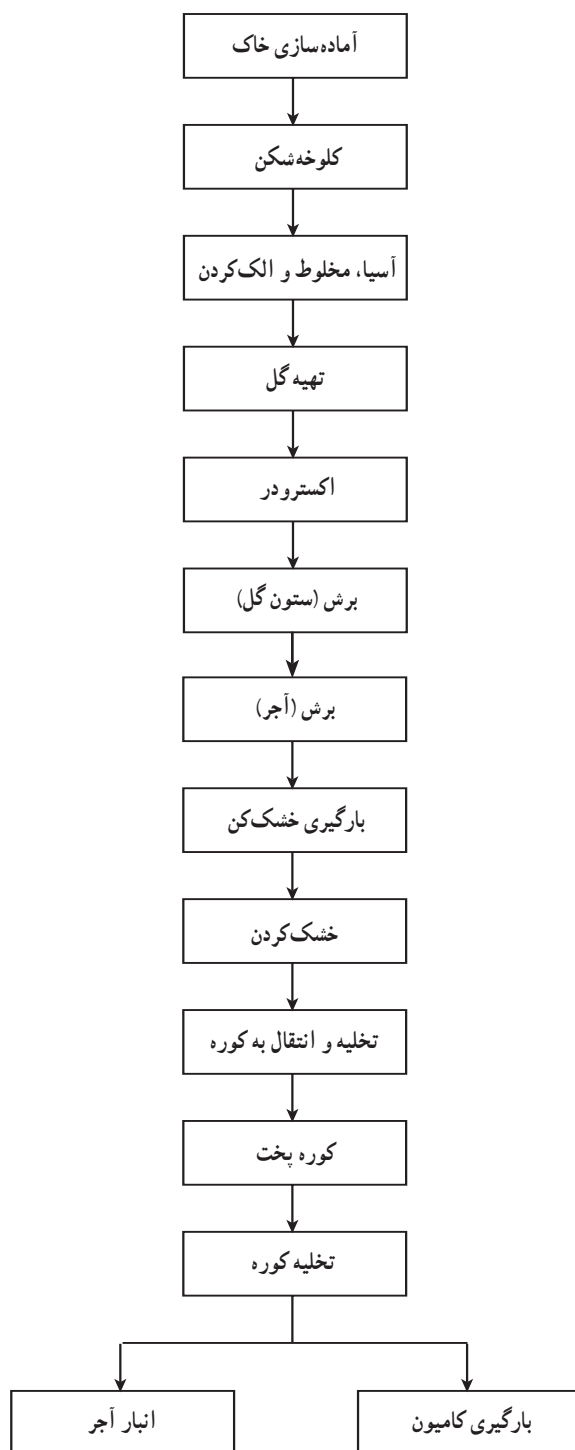 آماده‌سازی خاک
کلوخه‌شکن
آسیا، مخلوط و الک‌کردن
تهیه گل
اکسترودر
برش (ستون گل)
برش (آجر)
بارگیری خشک‌کن
خشک‌کردن
تخلیه و انتقال به کوره
کوره پخت
تخلیه کوره
بارگیری کامیون
انبار آجر